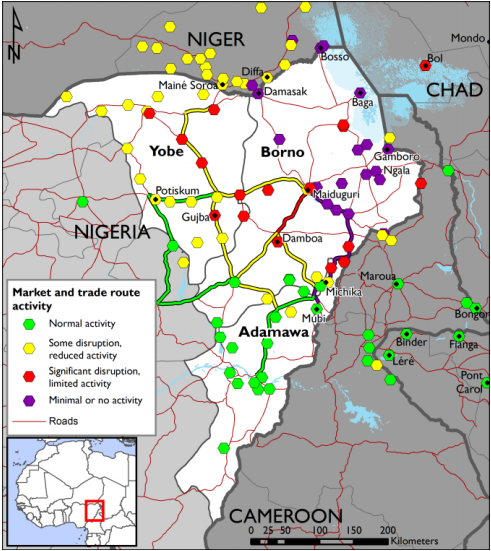 N
NIGER
Mondo
Bosso
Bol
Diffa
Mainé Soroa
Damasak
CHAD
Baga
Yobe
Borno
Gamboro
Ngala
Potiskum
Maiduguri
Gujba
NIGERIA
Damboa
Maroua
Michika
Mubi
Bongor
Adamawa
Binder
Fianga
Léré
Pont
Carol
Market and trade route
activity
Normal activity
Some disruption,
reduced activity
Significant disruption,
limited activity
Minimal or no activity
Roads
CAMEROON
0 25 50 100 150 200
Kilometers